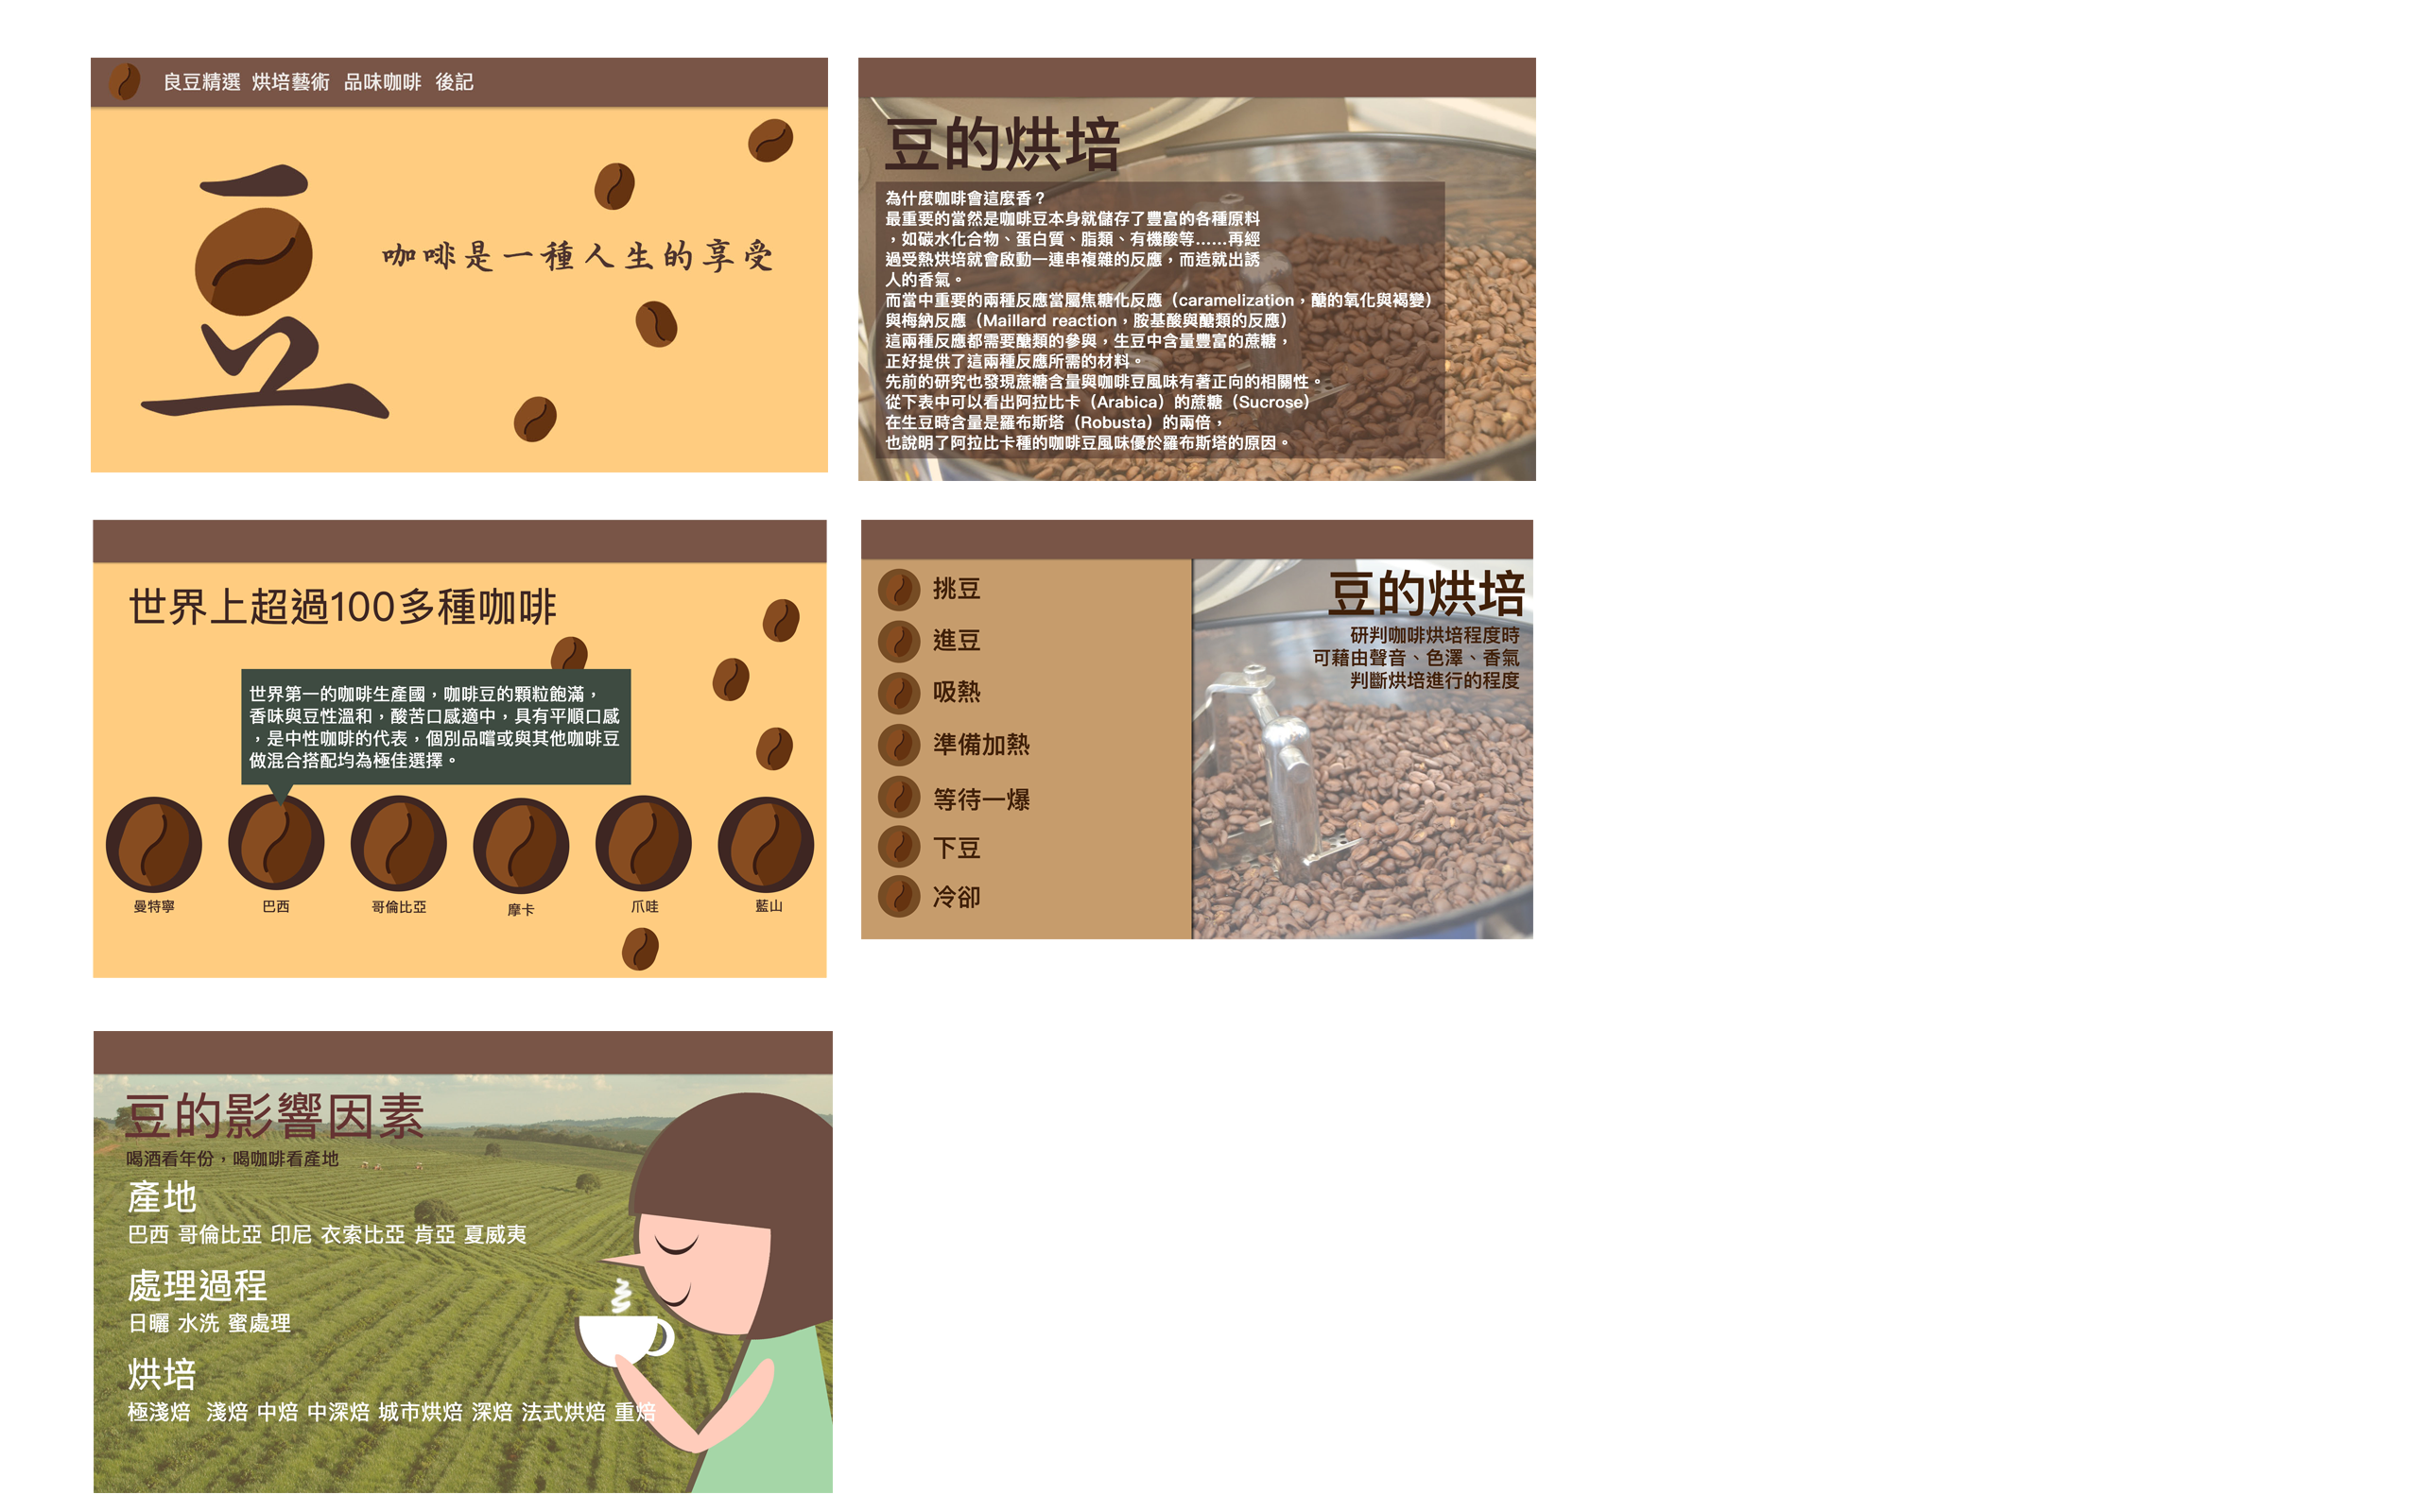 良豆精選 烘培藝術 品味咖啡 後記
豆
咖啡是一種人生的享受
豆的烘培
為什麼咖啡會這麼香？
最重要的當然是咖啡豆本身就儲存了豐富的各種原料
，如碳水化合物、蛋白質、脂類、有機酸等......再經
過受熱烘培就會啟動一連串複雜的反應，而造就出誘
人的香氣。
而當中重要的兩種反應當屬焦糖化反應（caramelization，醣的氧化與褐變）
與梅納反應（Maillard reaction，胺基酸與醣類的反應）
這兩種反應都需要醣類的參與，生豆中含量豐富的蔗糖，
正好提供了這兩種反應所需的材料。
先前的研究也發現蔗糖含量與咖啡豆風味有著正向的相關性。
從下表中可以看出阿拉比卡（Arabica）的蔗糖（Sucrose）
在生豆時含量是羅布斯塔（Robusta）的兩倍，
也說明了阿拉比卡種的咖啡豆風味優於羅布斯塔的原因。
世界上超過100多種咖啡
世界第一的咖啡生產國，咖啡豆的顆粒飽滿，
香味與豆性溫和，酸苦口感適中，具有平順口感
，是中性咖啡的代表，個別品嚐或與其他咖啡豆
做混合搭配均為極佳選擇。
曼特寧
巴西
哥倫比亞
摩卡
爪哇
藍山
挑豆
進豆
吸熱
準備加熱
等待一爆
下豆
冷卻
豆的烘培
研判咖啡烘培程度時
可藉由聲音、色澤、香氣
判斷烘培進行的程度
豆的影響因素
喝酒看年份，喝咖啡看產地
產地
巴西 哥倫比亞 印尼 衣索比亞 肯亞 夏威夷
處理過程
日曬 水洗 蜜處理
烘培
極淺焙 淺焙 中焙 中深焙 城市烘焙 深焙 法式烘焙 重焙